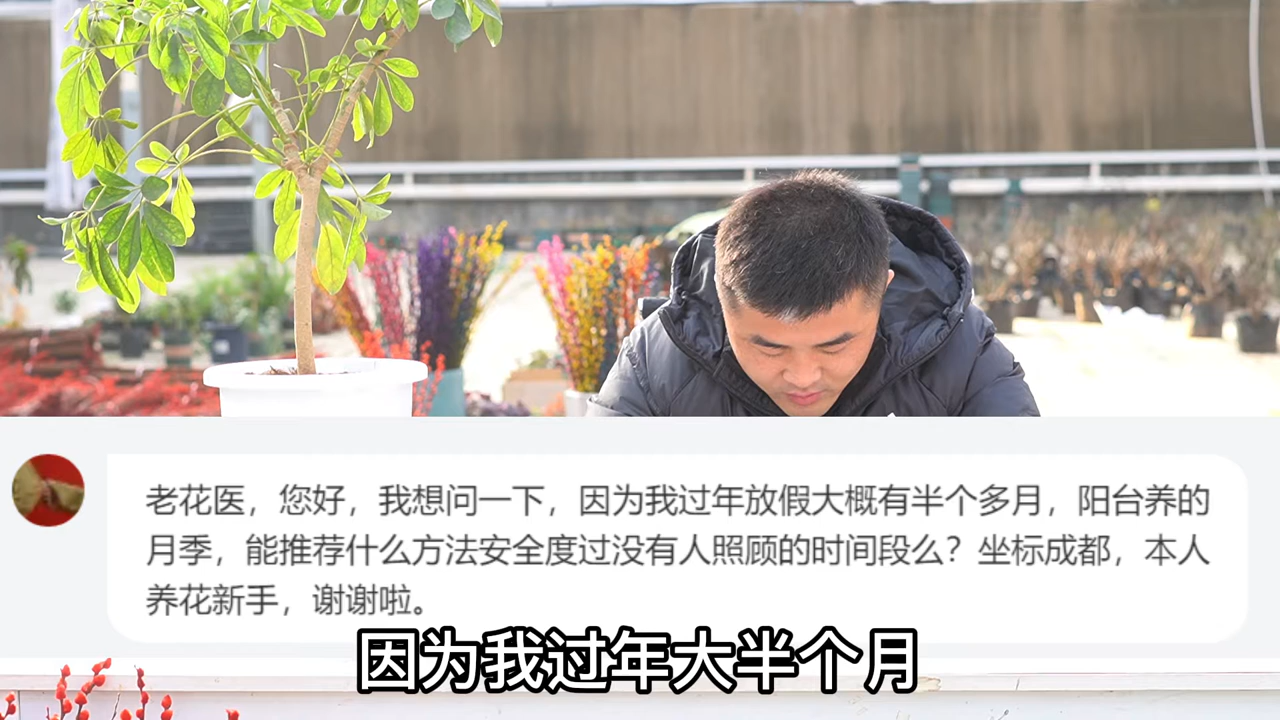 老花医，您好，我想问一下，因为我过年放假大概有半个多月，阳台养的
月季，能推荐什么方法安全度过没有人照顾的时间段么？坐标成都，本人
养花新手，谢谢啦。
因为我过年大半个月